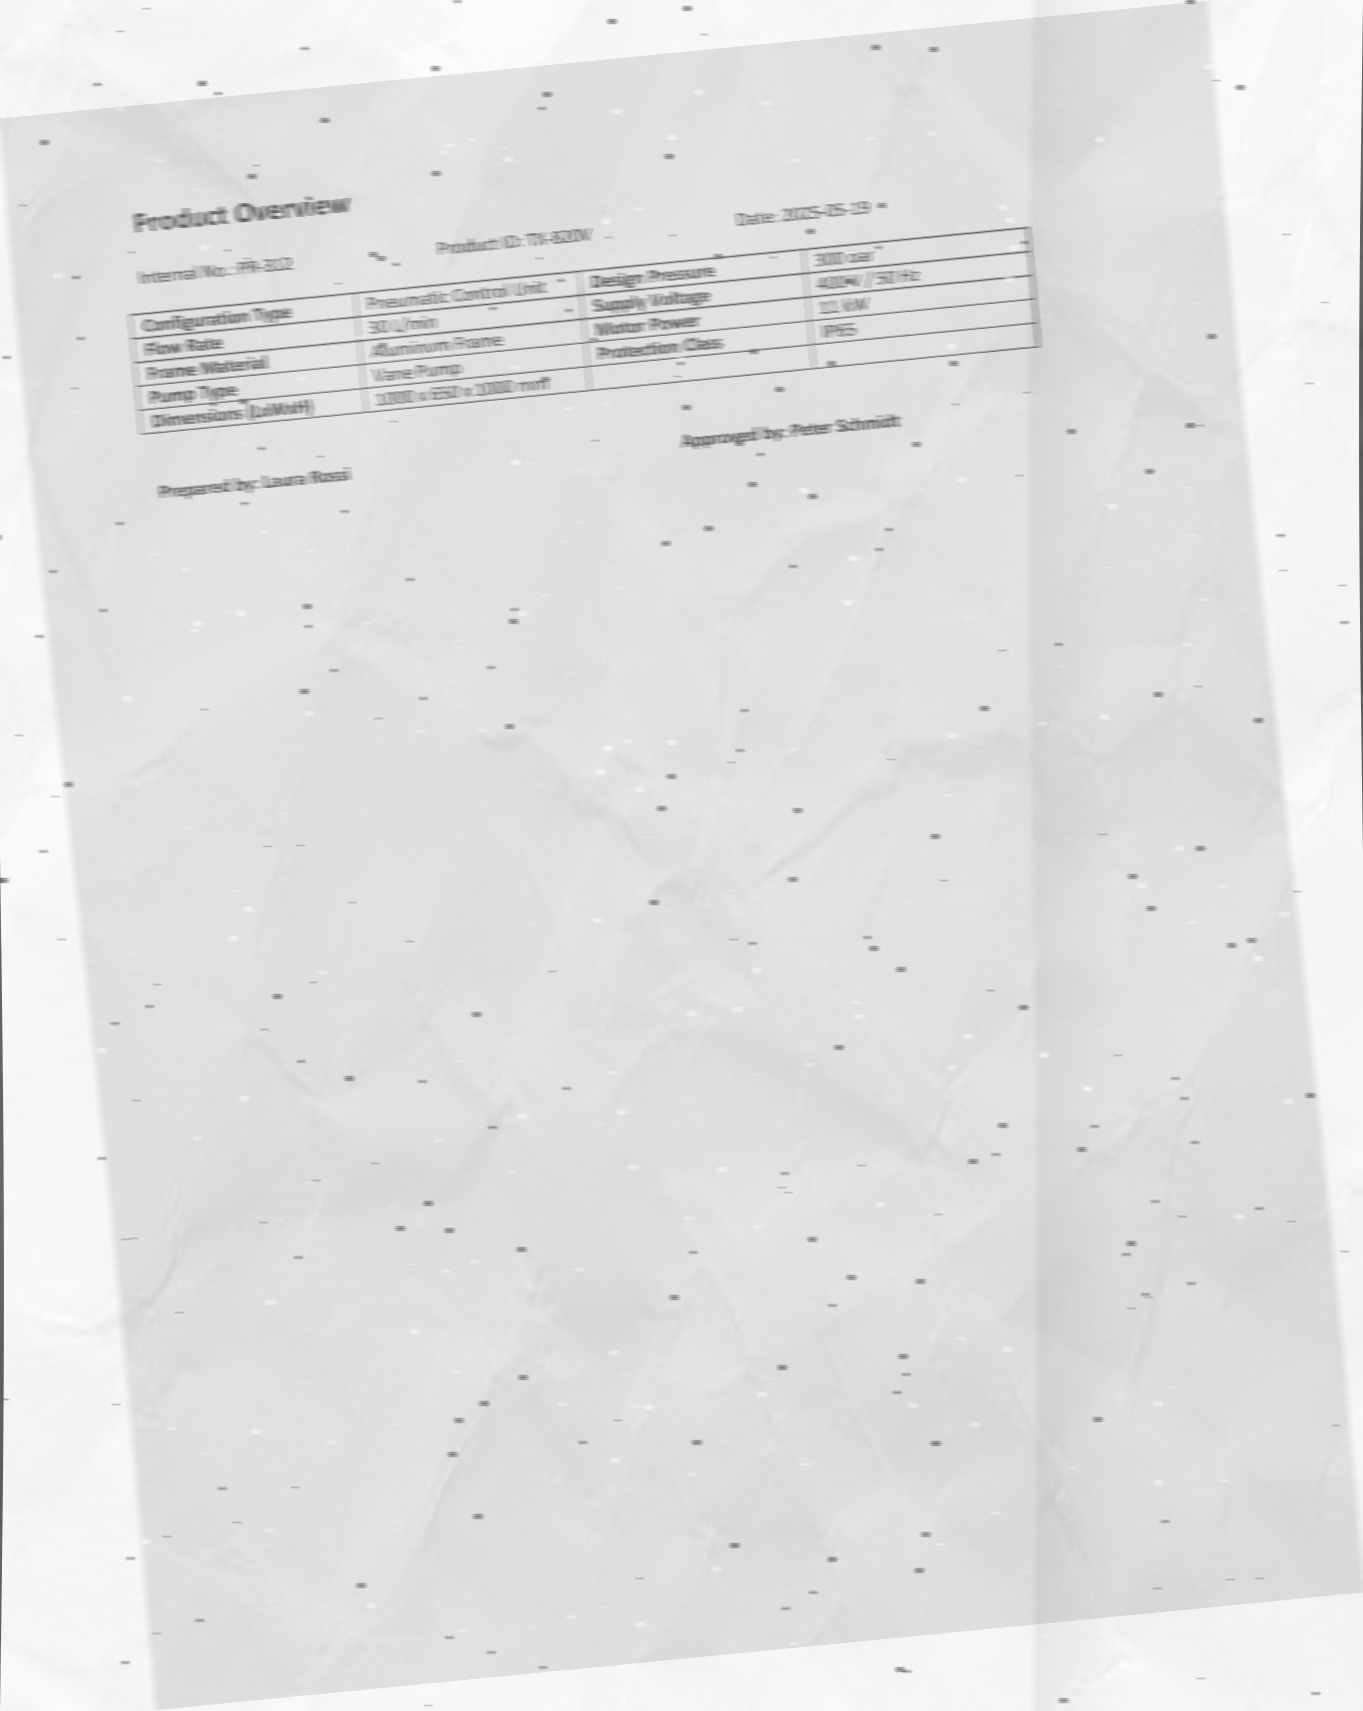 Product Overview
Internal No.: PR-302
Product ID: TX-820V
Date: 2025-05-19
Configuration Type Pneumatic Control Unit Design Pressure 300 bar
Flow Rate 30 L/min Supply Voltage 400V / 50 Hz
Frame Material Aluminum Frame Motor Power 11 kW
Pump Type Vane Pump Protection Class IP65
Dimensions (LxWxH) 1000 x 650 x 1000 mm
Prepared by: Laura Rossi
Approved by: Peter Schmidt